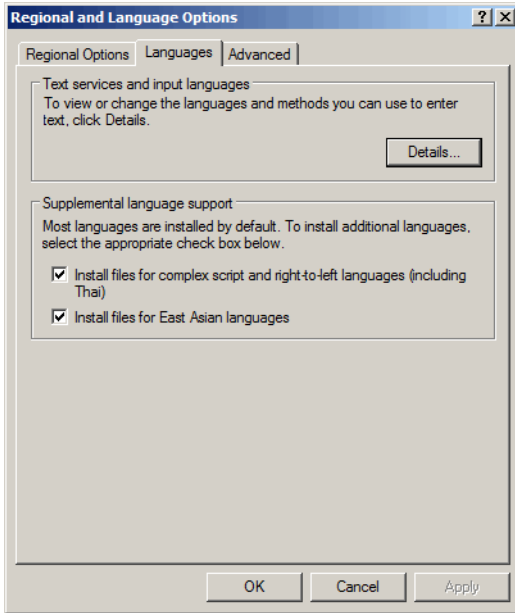 Regional and Language Options
Regional Options Languages Advanced
Text services and input languages
To view or change the languages and methods you can use to enter
text, click Details.
Details...
Supplemental language support
Most languages are installed by default. To install additional languages,
select the appropriate check box below.
Install files for complex script and right-to-left languages (including
Thai)
Install files for East Asian languages
OK Cancel Apply